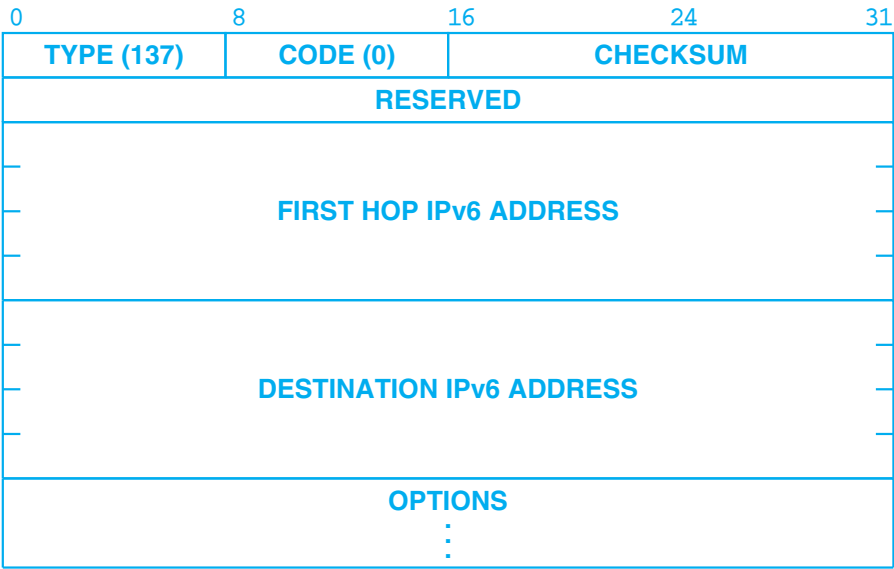 0 8 16 24 31
TYPE (137) CODE (0) CHECKSUM
RESERVED
FIRST HOP IPv6 ADDRESS
DESTINATION IPv6 ADDRESS
OPTIONS